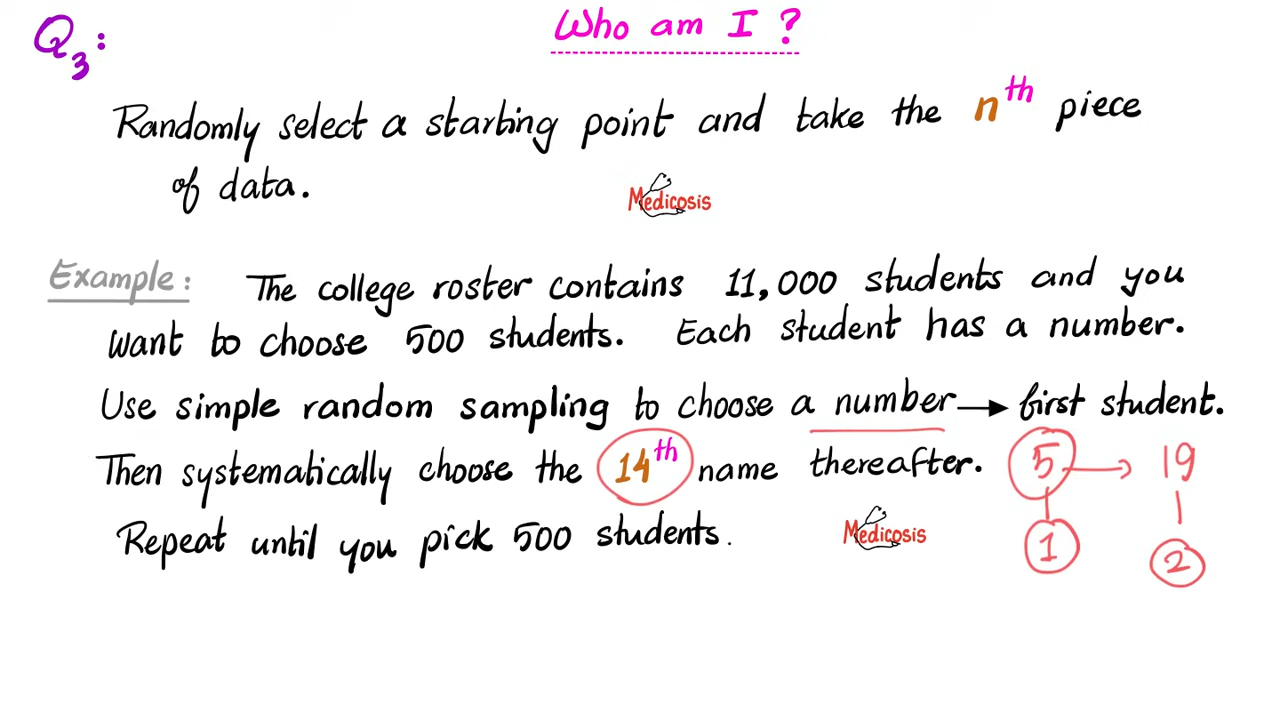 Q3:
Who am I ?
Randomly select a starting point and take the nth piece
of data.
Medicosis
Example: The college roster contains 11,000 students and you
want to choose 500 students. Each student has a number.
Use simple random sampling to choose a number → first student.
Then systematically choose the 14th name thereafter. 5 → 19
Repeat until you pick 500 students.
Medicosis
1 2